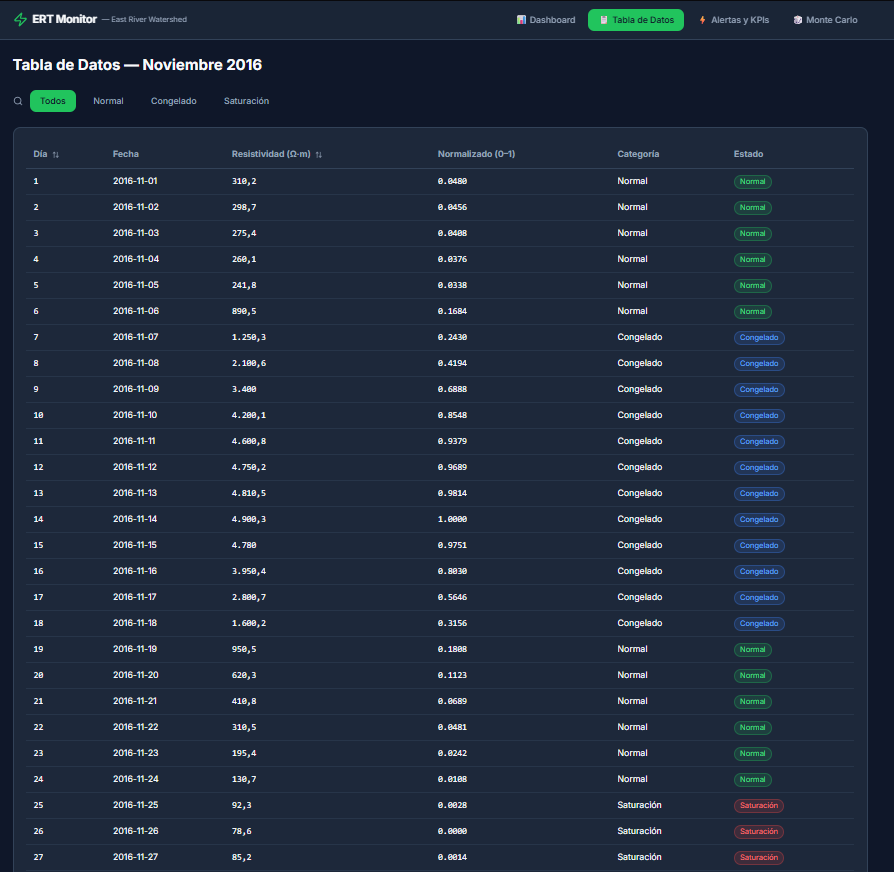 ERT Monitor — East River Watershed Dashboard Tabla de Datos Alertas y KPIs Monte Carlo
Tabla de Datos — Noviembre 2016
Todos Normal Congelado Saturación
Día ↑↓ Fecha Resistividad (Ω·m) ↑↓ Normalizado (0–1) Categoría Estado
1 2016-11-01 310,2 0.0480 Normal Normal
2 2016-11-02 298,7 0.0456 Normal Normal
3 2016-11-03 275,4 0.0408 Normal Normal
4 2016-11-04 260,1 0.0376 Normal Normal
5 2016-11-05 241,8 0.0338 Normal Normal
6 2016-11-06 890,5 0.1684 Normal Normal
7 2016-11-07 1.250,3 0.2430 Congelado Congelado
8 2016-11-08 2.100,6 0.4194 Congelado Congelado
9 2016-11-09 3.400 0.6888 Congelado Congelado
10 2016-11-10 4.200,1 0.8548 Congelado Congelado
11 2016-11-11 4.600,8 0.9379 Congelado Congelado
12 2016-11-12 4.750,2 0.9689 Congelado Congelado
13 2016-11-13 4.810,5 0.9814 Congelado Congelado
14 2016-11-14 4.900,3 1.0000 Congelado Congelado
15 2016-11-15 4.780 0.9751 Congelado Congelado
16 2016-11-16 3.950,4 0.8030 Congelado Congelado
17 2016-11-17 2.800,7 0.5646 Congelado Congelado
18 2016-11-18 1.600,2 0.3156 Congelado Congelado
19 2016-11-19 950,5 0.1808 Normal Normal
20 2016-11-20 620,3 0.1123 Normal Normal
21 2016-11-21 410,8 0.0689 Normal Normal
22 2016-11-22 310,5 0.0481 Normal Normal
23 2016-11-23 195,4 0.0242 Normal Normal
24 2016-11-24 130,7 0.0108 Normal Normal
25 2016-11-25 92,3 0.0028 Saturación Saturación
26 2016-11-26 78,6 0.0000 Saturación Saturación
27 2016-11-27 85,2 0.0014 Saturación Saturación